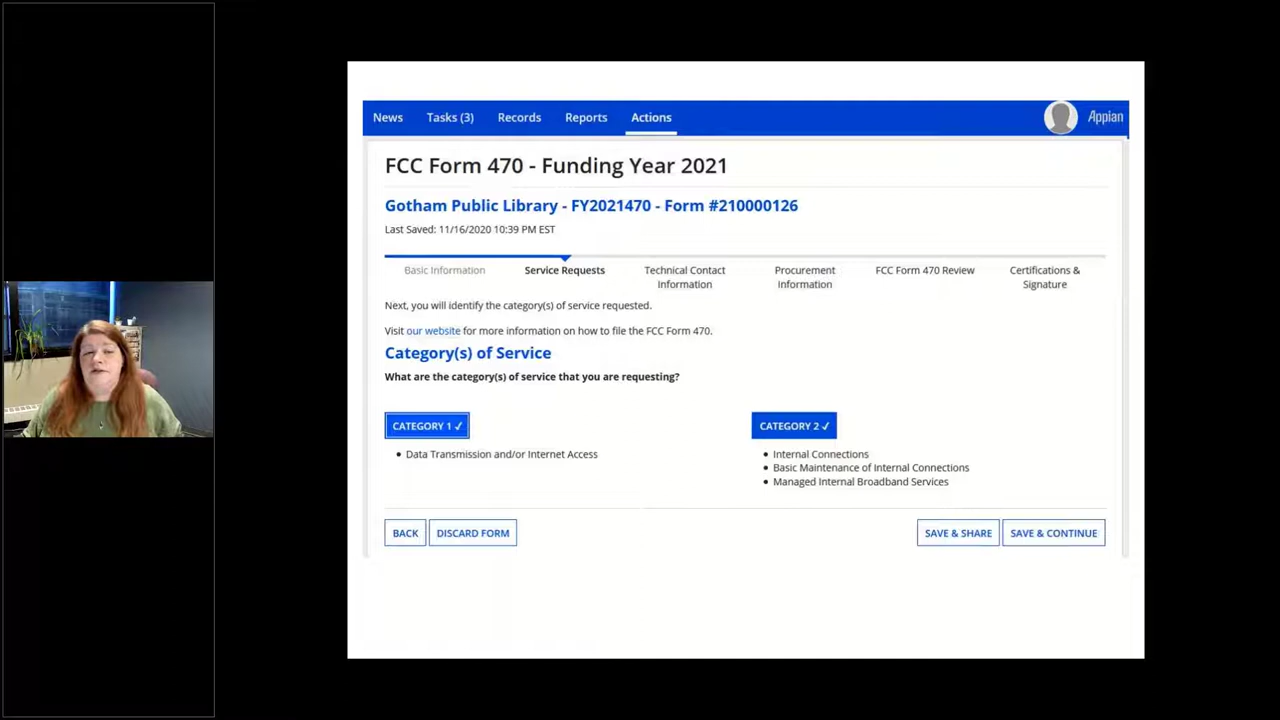 News Tasks (3) Records Reports Actions Appian
FCC Form 470 - Funding Year 2021
Gotham Public Library - FY2021470 - Form #210000126
Last Saved: 11/16/2020 10:39 PM EST
Basic Information Service Requests Technical Contact Information Procurement Information FCC Form 470 Review Certifications & Signature
Next, you will identify the category(s) of service requested.
Visit our website for more information on how to file the FCC Form 470.
Category(s) of Service
What are the category(s) of service that you are requesting?
CATEGORY 1 ✓
• Data Transmission and/or Internet Access
CATEGORY 2 ✓
• Internal Connections
• Basic Maintenance of Internal Connections
• Managed Internal Broadband Services
BACK DISCARD FORM SAVE & SHARE SAVE & CONTINUE